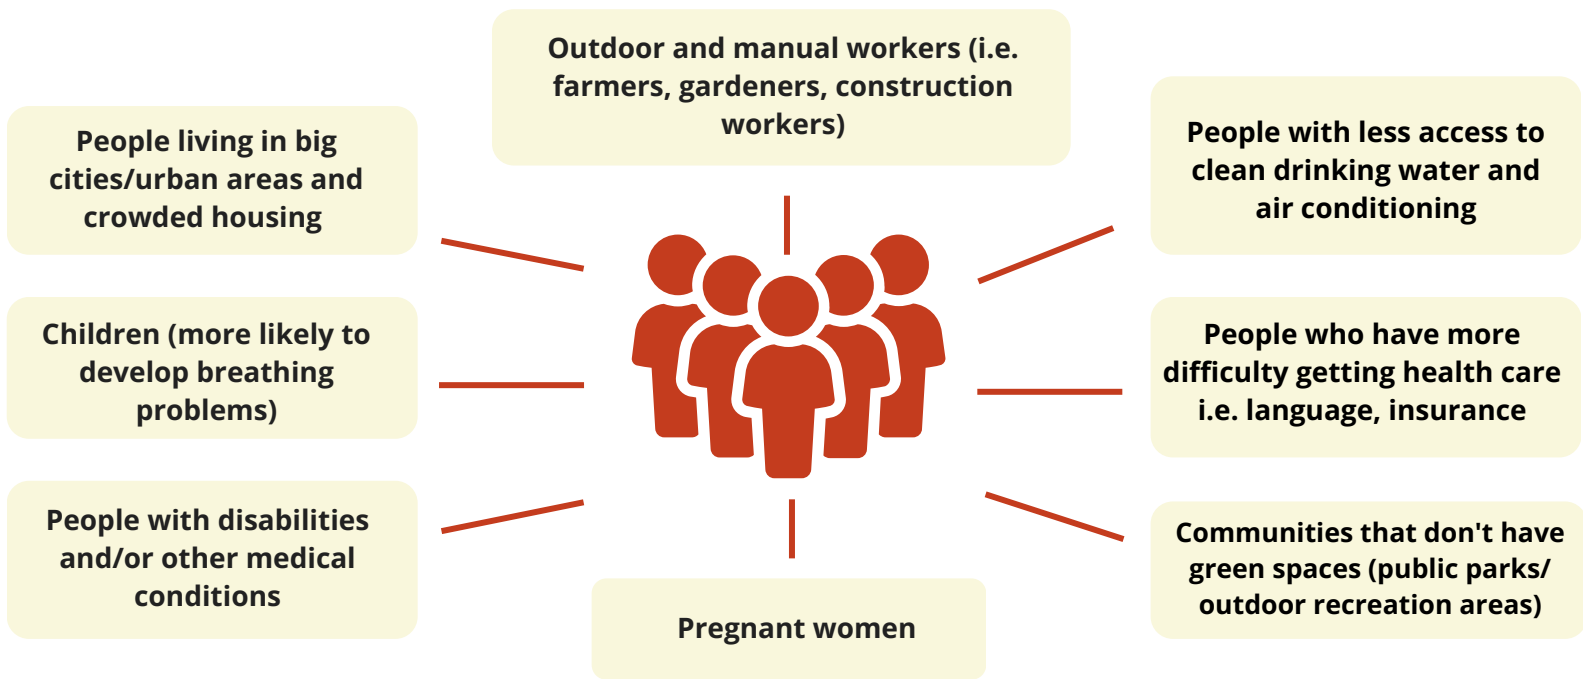 Outdoor and manual workers (i.e.
farmers, gardeners, construction
workers)
People living in big
cities/urban areas and
crowded housing
People with less access to
clean drinking water and
air conditioning
Children (more likely to
develop breathing
problems)
People who have more
difficulty getting health care
i.e. language, insurance
People with disabilities
and/or other medical
conditions
Communities that don't have
green spaces (public parks/
outdoor recreation areas)
Pregnant women